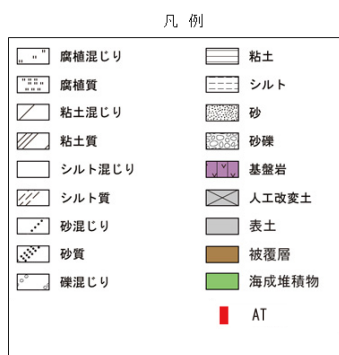 凡 例
腐植混じり
腐植質
粘土混じり
粘土質
シルト混じり
シルト質
砂混じり
砂質
礫混じり
粘土
シルト
砂
砂礫
基盤岩
人工改変土
表土
被覆層
海成堆積物
AT